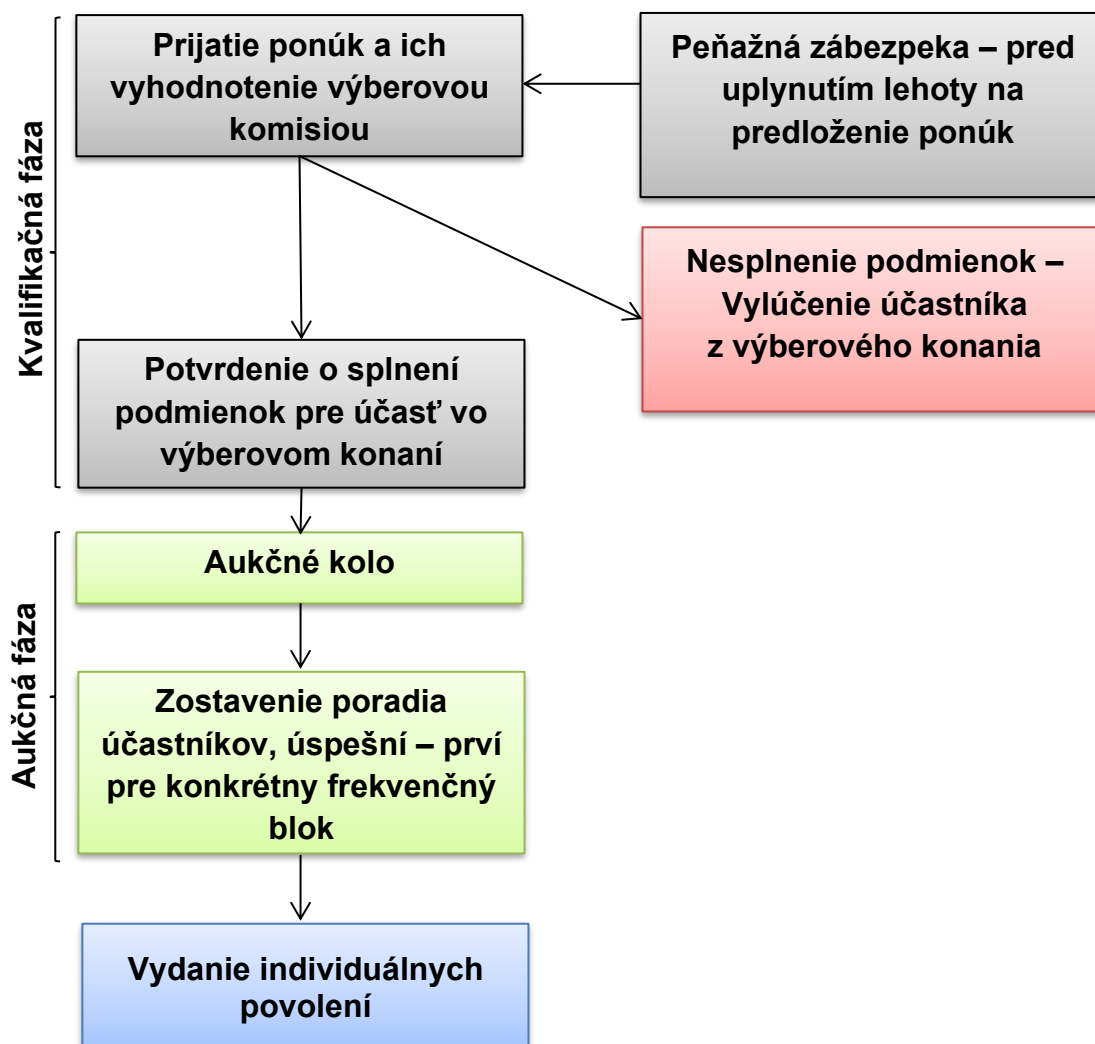 Prijatie ponúk a ich
vyhodnotenie výberovou
komisiou
Peňažná zábezpeka – pred
uplynutím lehoty na
predloženie ponúk
Kvalifikačná fáza
Nesplnenie podmienok –
Vylúčenie účastníka
z výberového konania
Potvrdenie o splnení
podmienok pre účasť vo
výberovom konaní
Aukčná fáza
Aukčné kolo
Zostavenie poradia
účastníkov, úspešní – prví
pre konkrétny frekvenčný
blok
Vydanie individuálnych
povolení